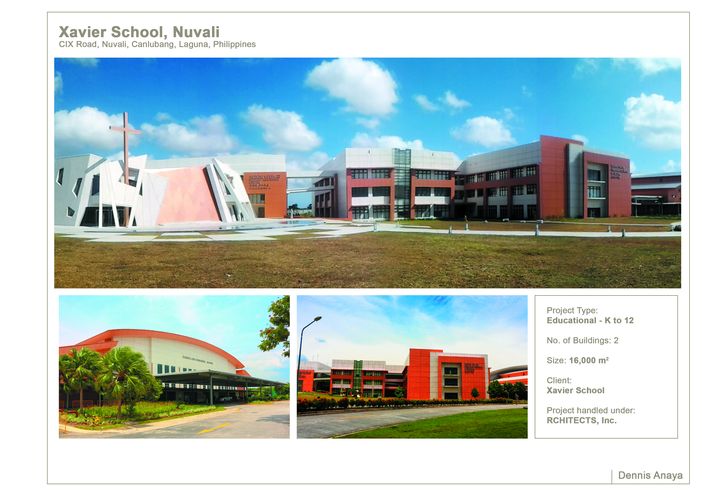 Xavier School, Nuvali
CIX Road, Nuvali, Canlubang, Laguna, Philippines
Project Type:
Educational - K to 12
No. of Buildings: 2
Size: 16,000 m²
Client:
Xavier School
Project handled under:
RCHITECTS, Inc.
Dennis Anaya